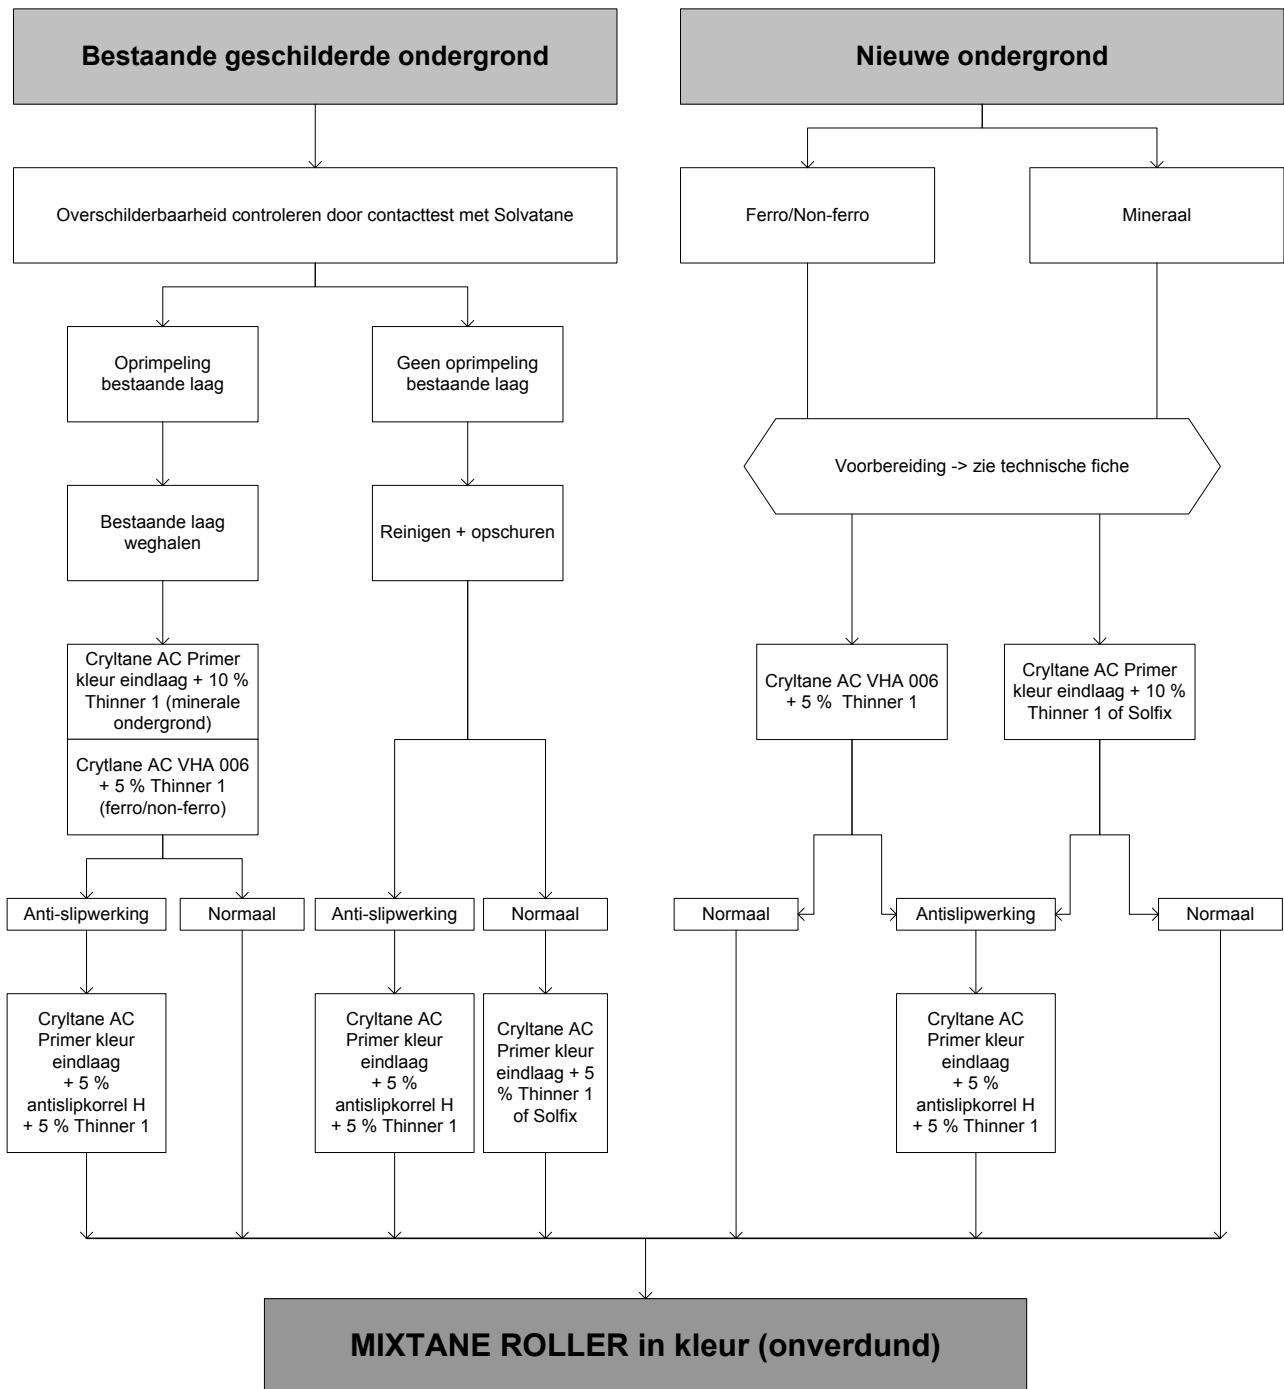 Bestaande geschilderde ondergrond
Nieuwe ondergrond
Overschilderbaarheid controleren door contacttest met Solvatane
Ferro/Non-ferro
Mineraal
Oprimpeling
bestaande laag
Geen oprimpeling
bestaande laag
Voorbereiding -> zie technische fiche
Bestaande laag
weghalen
Reinigen + opschuren
Cryltane AC Primer
kleur eindlaag + 10 %
Thinner 1 (minerale
ondergrond)
Crytlane AC VHA 006
+ 5 % Thinner 1
(ferro/non-ferro)
Cryltane AC VHA 006
+ 5 % Thinner 1
Cryltane AC Primer
kleur eindlaag + 10 %
Thinner 1 of Solfix
Anti-slipwerking
Normaal
Anti-slipwerking
Normaal
Normaal
Antislipwerking
Normaal
Cryltane AC
Primer kleur
eindlaag
+ 5 %
antislipkorrel H
+ 5 % Thinner 1
Cryltane AC
Primer kleur
eindlaag
+ 5 %
antislipkorrel H
+ 5 % Thinner 1
Cryltane AC
Primer kleur
eindlaag + 5
% Thinner 1
of Solfix
Cryltane AC
Primer kleur
eindlaag
+ 5 %
antislipkorrel H
+ 5 % Thinner 1
MIXTANE ROLLER in kleur (onverdund)